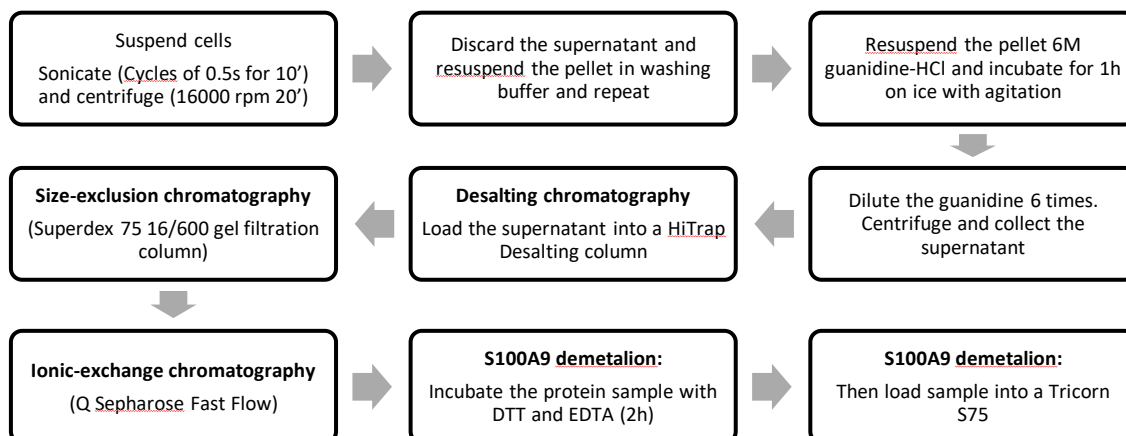 Suspend cells
Sonicate (Cycles of 0.5s for 10’)
and centrifuge (16000 rpm 20’)
Discard the supernatant and
resuspend the pellet in washing
buffer and repeat
Resuspend the pellet 6M
guanidine-HCl and incubate for 1h
on ice with agitation
Dilute the guanidine 6 times.
Centrifuge and collect the
supernatant
Desalting chromatography
Load the supernatant into a HiTrap
Desalting column
Size-exclusion chromatography
(Superdex 75 16/600 gel filtration
column)
Ionic-exchange chromatography
(Q Sepharose Fast Flow)
S100A9 demetalion:
Incubate the protein sample with
DTT and EDTA (2h)
S100A9 demetalion:
Then load sample into a Tricorn
S75